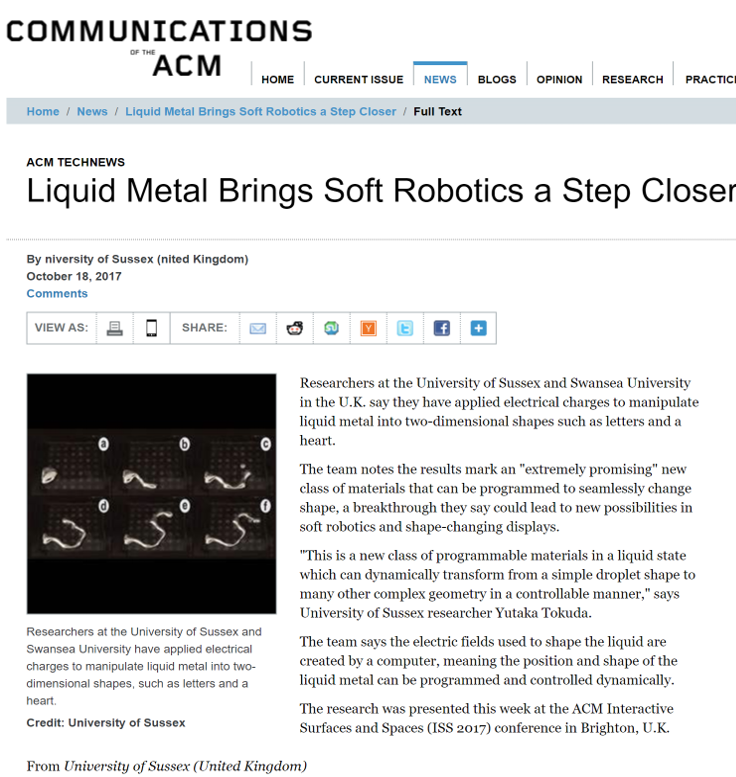 COMMUNICATIONS
OF THE
ACM
HOME CURRENT ISSUE NEWS BLOGS OPINION RESEARCH PRACTIC
Home / News / Liquid Metal Brings Soft Robotics a Step Closer / Full Text
ACM TECHNEWS
Liquid Metal Brings Soft Robotics a Step Closer
By niversity of Sussex (nited Kingdom)
October 18, 2017
Comments
VIEW AS: SHARE:
a b c
d e f
Researchers at the University of Sussex and
Swansea University have applied electrical
charges to manipulate liquid metal into two-
dimensional shapes, such as letters and a
heart.
Credit: University of Sussex
Researchers at the University of Sussex and Swansea University
in the U.K. say they have applied electrical charges to manipulate
liquid metal into two-dimensional shapes such as letters and a
heart.
The team notes the results mark an "extremely promising" new
class of materials that can be programmed to seamlessly change
shape, a breakthrough they say could lead to new possibilities in
soft robotics and shape-changing displays.
"This is a new class of programmable materials in a liquid state
which can dynamically transform from a simple droplet shape to
many other complex geometry in a controllable manner," says
University of Sussex researcher Yutaka Tokuda.
The team says the electric fields used to shape the liquid are
created by a computer, meaning the position and shape of the
liquid metal can be programmed and controlled dynamically.
The research was presented this week at the ACM Interactive
Surfaces and Spaces (ISS 2017) conference in Brighton, U.K.
From University of Sussex (United Kingdom)